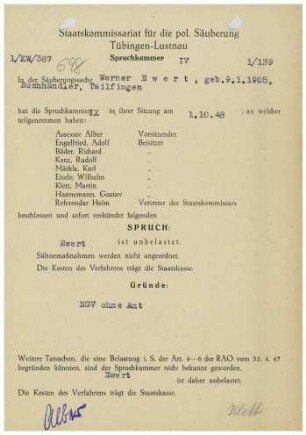 Staatskommissariat für die pol. Säuberung
Tübingen-Lustnau
1/KW/387 698 Spruchkammer IV 1/139
In der Säuberungssache Werner Ewert, geb.9.1.1905,
Buchhändler, Tailfingen
hat die Spruchkammer IX in ihrer Sitzung am 1.10.48, an welcher
teilgenommen haben:
Assessor Alber Vorsitzender
Engelfried, Adolf Beisitzer
Bäder, Richard „
Konz, Rudolf „
Märkle, Karl „
Eisele, Wilhelm „
Klett, Martin „
Hannemann, Gustav „
Referendar Heim Vertreter des Staatskommissars
beschlossen und sofort verkündet folgenden
SPRUCH:
Ewert
ist unbelastet.
Sühnemaßnahmen werden nicht angeordnet.
Die Kosten des Verfahrens trägt die Staatskasse.
Gründe:
NSV ohne Amt
Weitere Tatsachen, die eine Belastung i. S. der Art. 4–6 der RAO vom 25. 4. 47
begründen könnten, sind der Spruchkammer nicht bekannt geworden.
Ewert
ist daher unbelastet.
Die Kosten des Verfahrens trägt die Staatskasse.
Alber Klett